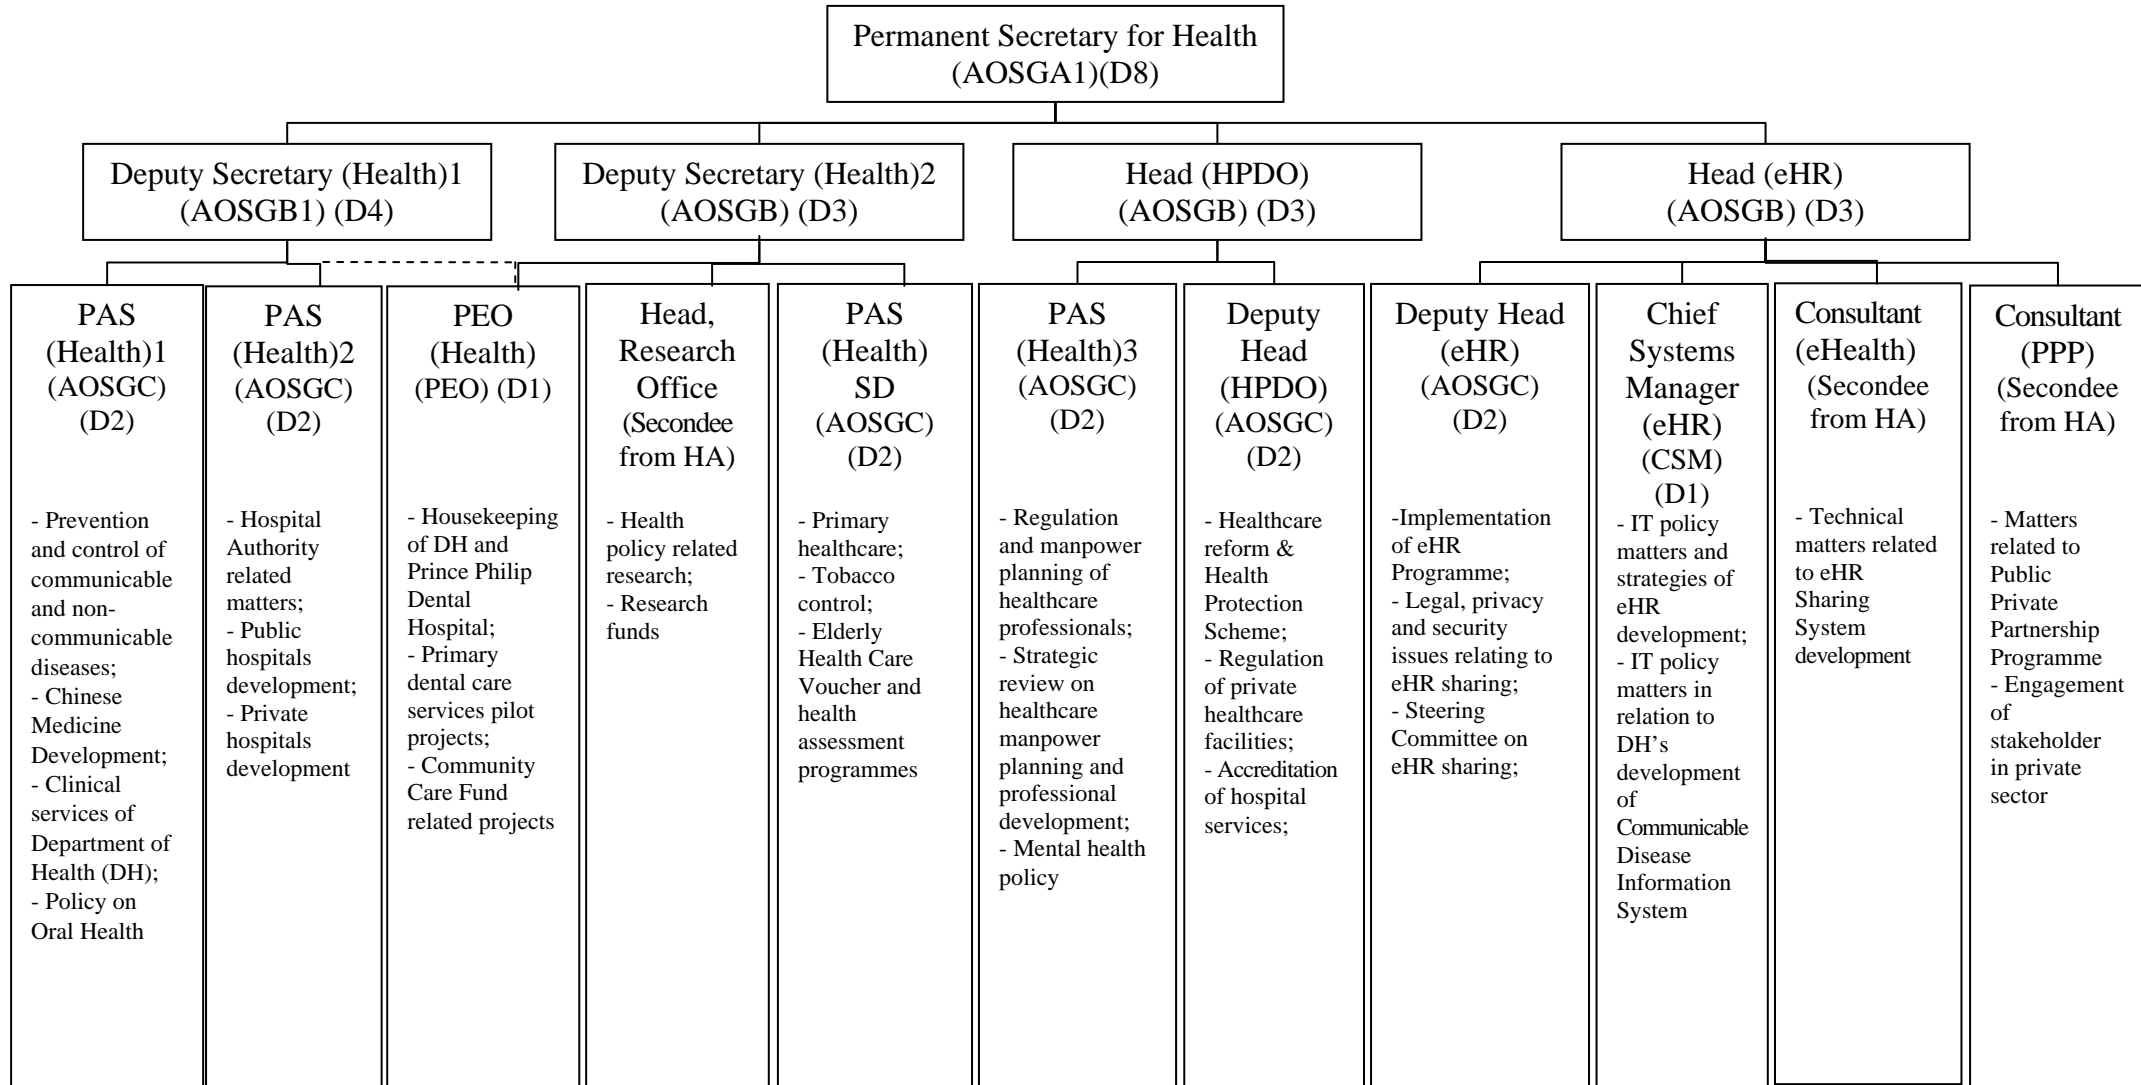 Permanent Secretary for Health
(AOSGA1)(D8)
Deputy Secretary (Health)1
(AOSGB1) (D4)
Deputy Secretary (Health)2
(AOSGB) (D3)
Head (HPDO)
(AOSGB) (D3)
Head (eHR)
(AOSGB) (D3)
PAS
(Health)1
(AOSGC)
(D2)
- Prevention
and control of
communicable
and non-
communicable
diseases;
- Chinese
Medicine
Development;
- Clinical
services of
Department of
Health (DH);
- Policy on
Oral Health
PAS
(Health)2
(AOSGC)
(D2)
- Hospital
Authority
related
matters;
- Public
hospitals
development;
- Private
hospitals
development
PEO
(Health)
(PEO) (D1)
- Housekeeping
of DH and
Prince Philip
Dental
Hospital;
- Primary
dental care
services pilot
projects;
- Community
Care Fund
related projects
Head,
Research
Office
(Secondee
from HA)
- Health
policy related
research;
- Research
funds
PAS
(Health)
SD
(AOSGC)
(D2)
- Primary
healthcare;
- Tobacco
control;
- Elderly
Health Care
Voucher and
health
assessment
programmes
PAS
(Health)3
(AOSGC)
(D2)
- Regulation
and manpower
planning of
healthcare
professionals;
- Strategic
review on
healthcare
manpower
planning and
professional
development;
- Mental health
policy
Deputy
Head
(HPDO)
(AOSGC)
(D2)
- Healthcare
reform &
Health
Protection
Scheme;
- Regulation
of private
healthcare
facilities;
- Accreditation
of hospital
services;
Deputy Head
(eHR)
(AOSGC)
(D2)
-Implementation
of eHR
Programme;
- Legal, privacy
and security
issues relating to
eHR sharing;
- Steering
Committee on
eHR sharing;
Chief
Systems
Manager
(eHR)
(CSM)
(D1)
- IT policy
matters and
strategies of
eHR
development;
- IT policy
matters in
relation to
DH’s
development
of
Communicable
Disease
Information
System
Consultant
(eHealth)
(Secondee
from HA)
- Technical
matters related
to eHR
Sharing
System
development
Consultant
(PPP)
(Secondee
from HA)
- Matters
related to
Public
Private
Partnership
Programme
- Engagement
of
stakeholder
in private
sector